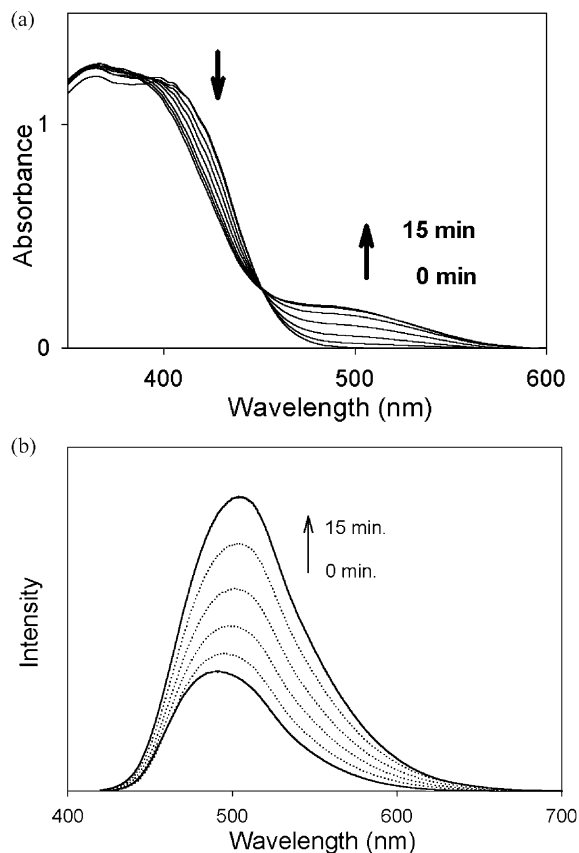 (a)
1
Absorbance
15 min
0 min
0
400
500
600
Wavelength (nm)
(b)
15 min.
0 min.
Intensity
400
500
600
700
Wavelength (nm)